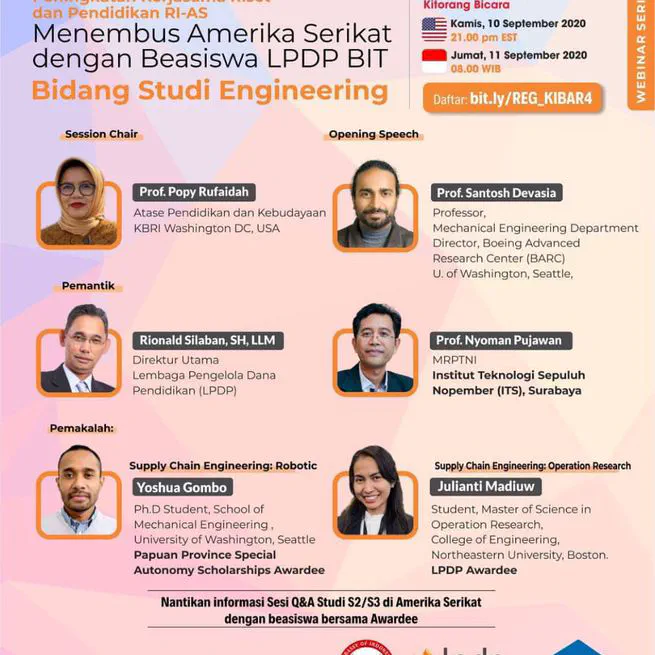 dan Pendidikan RI-AS
Menembus Amerika Serikat
dengan Beasiswa LPDP BIT
Bidang Studi Engineering
Kitorang Bicara
Kamis, 10 September 2020
21.00 pm EST
Jumat, 11 September 2020
08.00 WIB
Daftar: bit.ly/REG_KIBAR4
WEBINAR SERI
Session Chair
Prof. Popy Rufaidah
Atase Pendidikan dan Kebudayaan
KBRI Washington DC, USA
Opening Speech
Prof. Santosh Devasia
Professor,
Mechanical Engineering Department
Director, Boeing Advanced
Research Center (BARC)
U. of Washington, Seattle,
Pemantik
Rionald Silaban, SH, LLM
Direktur Utama
Lembaga Pengelola Dana
Pendidikan (LPDP)
Prof. Nyoman Pujawan
MRPTNI
Institut Teknologi Sepuluh
Nopember (ITS), Surabaya
Pemakalah:
Supply Chain Engineering: Robotic
Yoshua Gombo
Ph.D Student, School of
Mechanical Engineering ,
University of Washington, Seattle
Papuan Province Special
Autonomy Scholarships Awardee
Supply Chain Engineering: Operation Research
Julianti Madiuw
Student, Master of Science in
Operation Research,
College of Engineering,
Northeastern University, Boston.
LPDP Awardee
Nantikan informasi Sesi Q&A Studi S2/S3 di Amerika Serikat
dengan beasiswa bersama Awardee